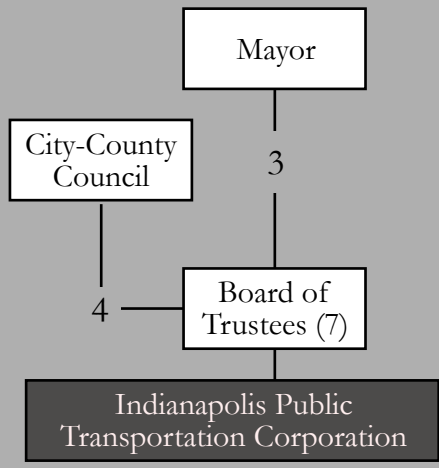 Mayor
City-County
Council
3
4
Board of
Trustees (7)
Indianapolis Public
Transportation Corporation